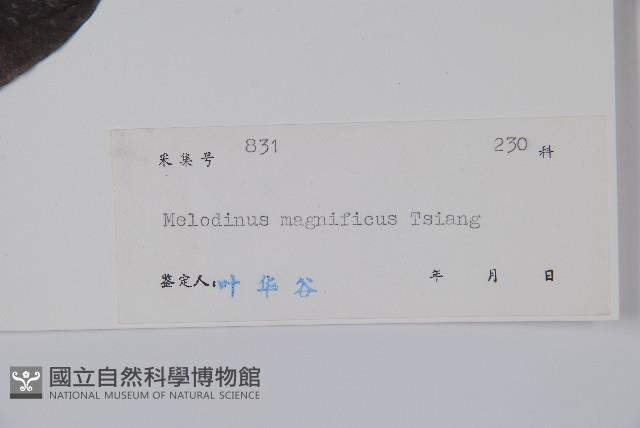 采集号 831 230 科
Melodinus magnificus Tsiang
鉴定人: 叶华谷 年 月 日
國立自然科學博物館
NATIONAL MUSEUM OF NATURAL SCIENCE